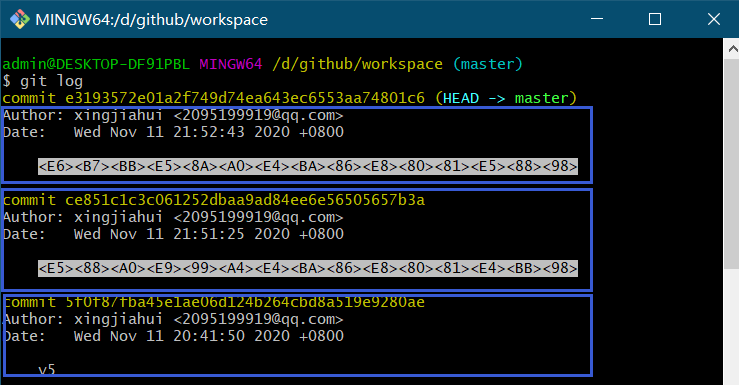 MINGW64:/d/github/workspace
admin@DESKTOP-DF91PBL MINGW64 /d/github/workspace (master)
$ git log
commit e3193572e01a2f749d74ea643ec6553aa74801c6 (HEAD -> master)
Author: xingjiahui <2095199919@qq.com>
Date:   Wed Nov 11 21:52:43 2020 +0800
<E6><B7><BB><E5><8A><A0><E4><BA><86><E8><80><81><E5><88><98>
commit ce851c1c3c061252dbaa9ad84ee6e56505657b3a
Author: xingjiahui <2095199919@qq.com>
Date:   Wed Nov 11 21:51:25 2020 +0800
<E5><88><A0><E9><99><A4><E4><BA><86><E8><80><81><E4><BB><98>
commit 5f0f87fba45e1ae06d124b264cbd8a519e9280ae
Author: xingjiahui <2095199919@qq.com>
Date:   Wed Nov 11 20:41:50 2020 +0800
v5